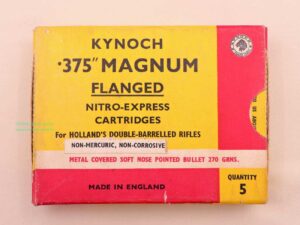 KYNOCH
·375" MAGNUM
FLANGED
NITRO-EXPRESS
CARTRIDGES
For HOLLAND'S DOUBLE-BARRELLED RIFLES
NON-MERCURIC, NON-CORROSIVE
METAL COVERED SOFT NOSE POINTED BULLET 270 GRNS.
MADE IN ENGLAND
QUANTITY
5